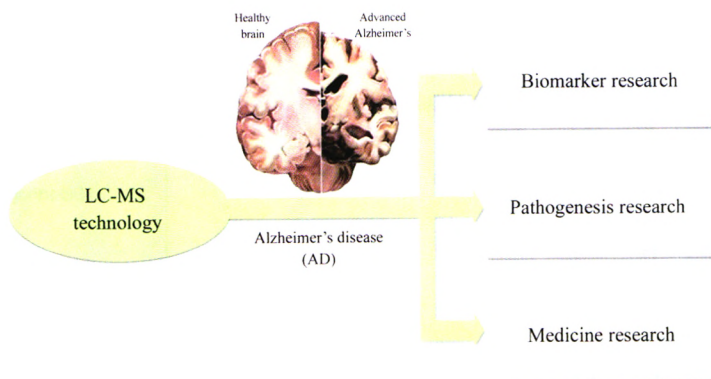 Healthy
brain
Advanced
Alzheimer's
LC-MS
technology
Alzheimer's disease
(AD)
Biomarker research
Pathogenesis research
Medicine research